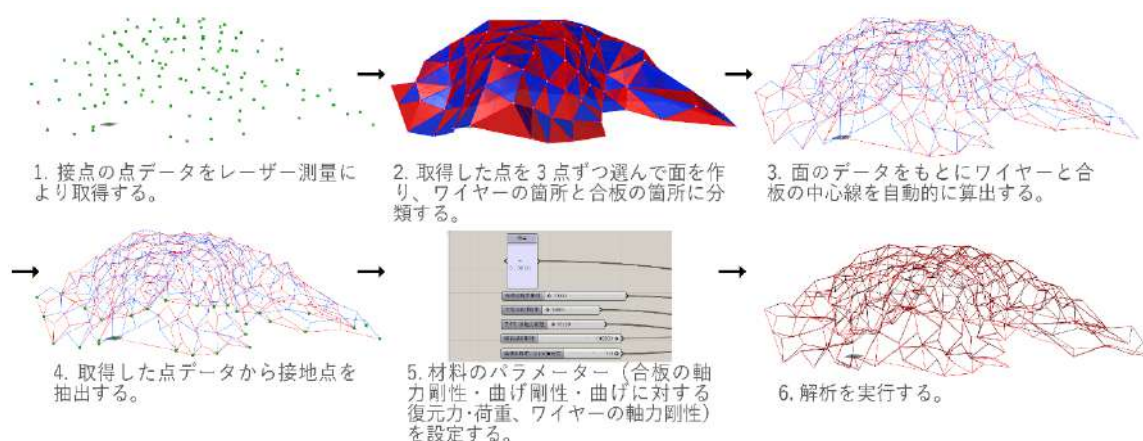 1. 接点の点データをレーザー測量に
より取得する。
2. 取得した点を3点ずつ選んで面を作
り、ワイヤーの箇所と合板の箇所に分
類する。
3. 面のデータをもとにワイヤーと合
板の中心線を自動的に算出する。
4. 取得した点データから接地点を
抽出する。
5. 材料のパラメーター（合板の軸
力剛性・曲げ剛性・曲げに対する
復元力・荷重、ワイヤーの軸力剛性）
を設定する。
6. 解析を実行する。